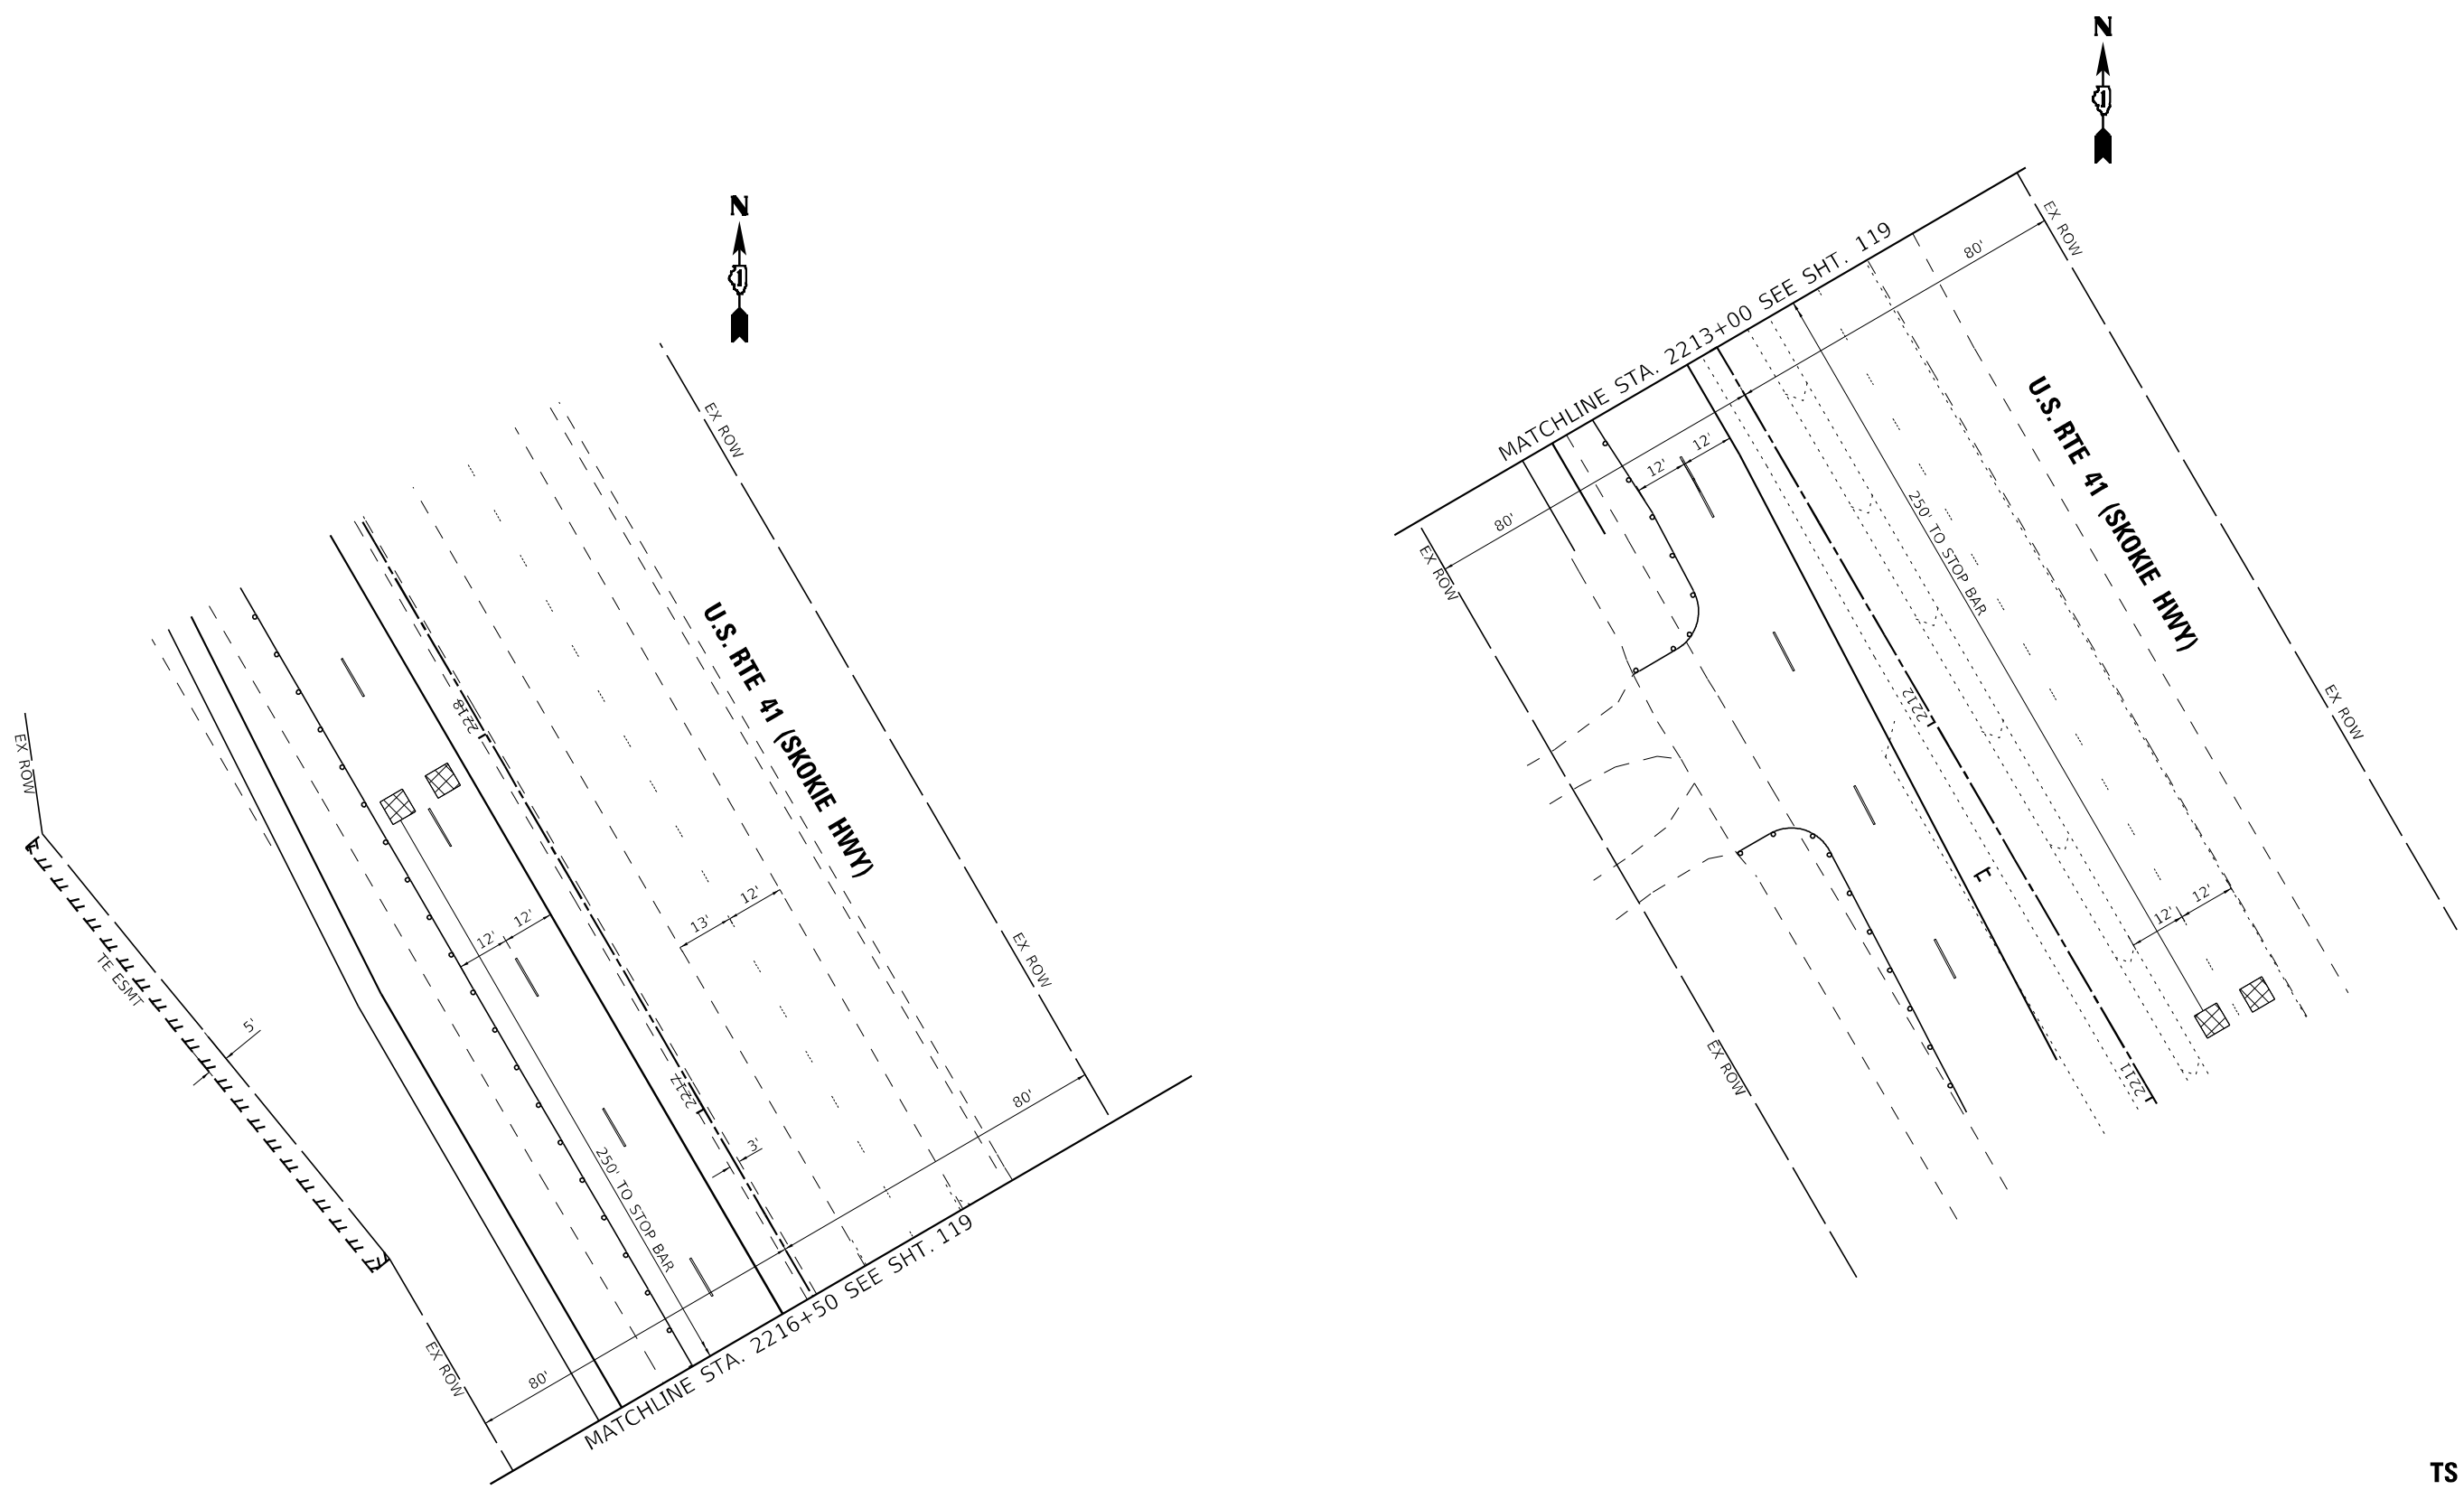 N
EX ROW
EX ROW
TE ESMT
5'
U.S. RTE 41 (SKOKIE HWY)
2218
12'
12'
13'
12'
EX ROW
2217
3'
250' TO STOP BAR
80'
80'
EX ROW
MATCHLINE STA. 2216+50 SEE SHT. 119
N
MATCHLINE STA. 2213+00 SEE SHT. 119
EX ROW
80'
80'
12'
12'
EX ROW
U.S. RTE 41 (SKOKIE HWY)
250' TO STOP BAR
2212
EX ROW
12'
12'
EX ROW
2211
TS